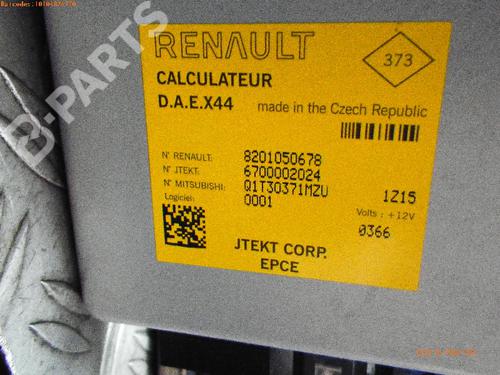 B-PARTS
RENAULT
373
CALCULATEUR
D.A.E.X44 made in the Czech Republic
N° RENAULT: 8201050678
N° JTEKT: 6700002024
N° MITSUBISHI: Q1T30371MZU 1Z15
Logiciel: 0001 Volts : +12V
0366
JTEKT CORP.
EPCE